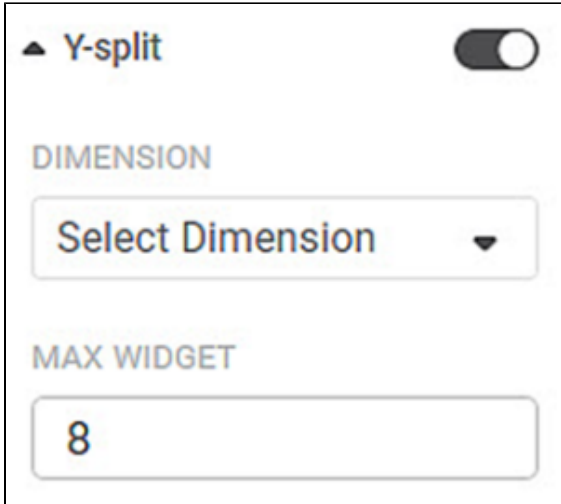 Y-split
DIMENSION
Select Dimension
MAX WIDGET
8